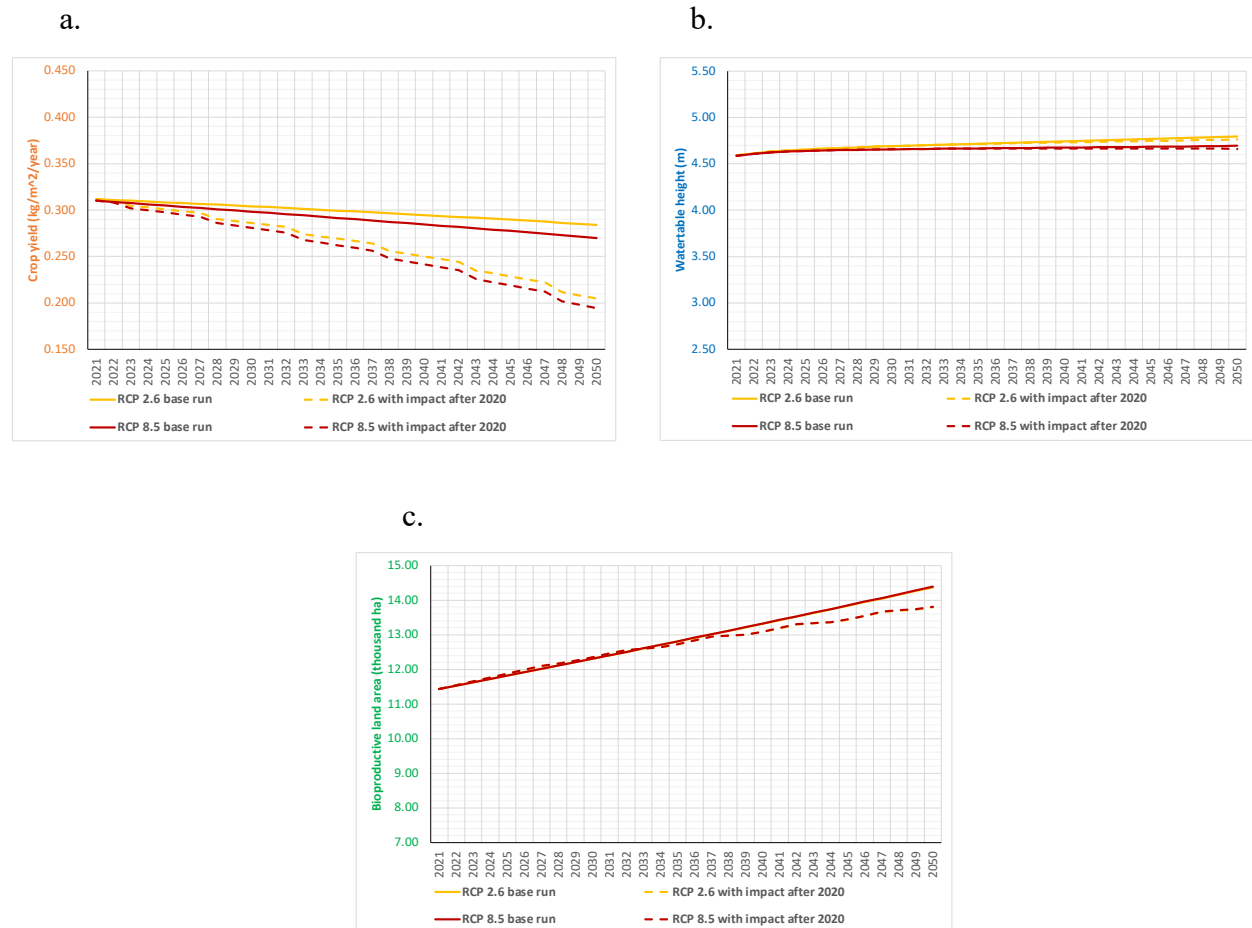 a.
Crop yield (kg/m^2/year)
0.450
0.400
0.350
0.300
0.250
0.200
0.150
2021 2022 2023 2024 2025 2026 2027 2028 2029 2030 2031 2032 2033 2034 2035 2036 2037 2038 2039 2040 2041 2042 2043 2044 2045 2046 2047 2048 2049 2050
RCP 2.6 base run RCP 2.6 with impact after 2020
RCP 8.5 base run RCP 8.5 with impact after 2020
b.
Watertable height (m)
5.50
5.00
4.50
4.00
3.50
3.00
2.50
2021 2022 2023 2024 2025 2026 2027 2028 2029 2030 2031 2032 2033 2034 2035 2036 2037 2038 2039 2040 2041 2042 2043 2044 2045 2046 2047 2048 2049 2050
RCP 2.6 base run RCP 2.6 with impact after 2020
RCP 8.5 base run RCP 8.5 with impact after 2020
c.
Bioproductive land area (thousand ha)
15.00
14.00
13.00
12.00
11.00
10.00
9.00
8.00
7.00
2021 2022 2023 2024 2025 2026 2027 2028 2029 2030 2031 2032 2033 2034 2035 2036 2037 2038 2039 2040 2041 2042 2043 2044 2045 2046 2047 2048 2049 2050
RCP 2.6 base run RCP 2.6 with impact after 2020
RCP 8.5 base run RCP 8.5 with impact after 2020